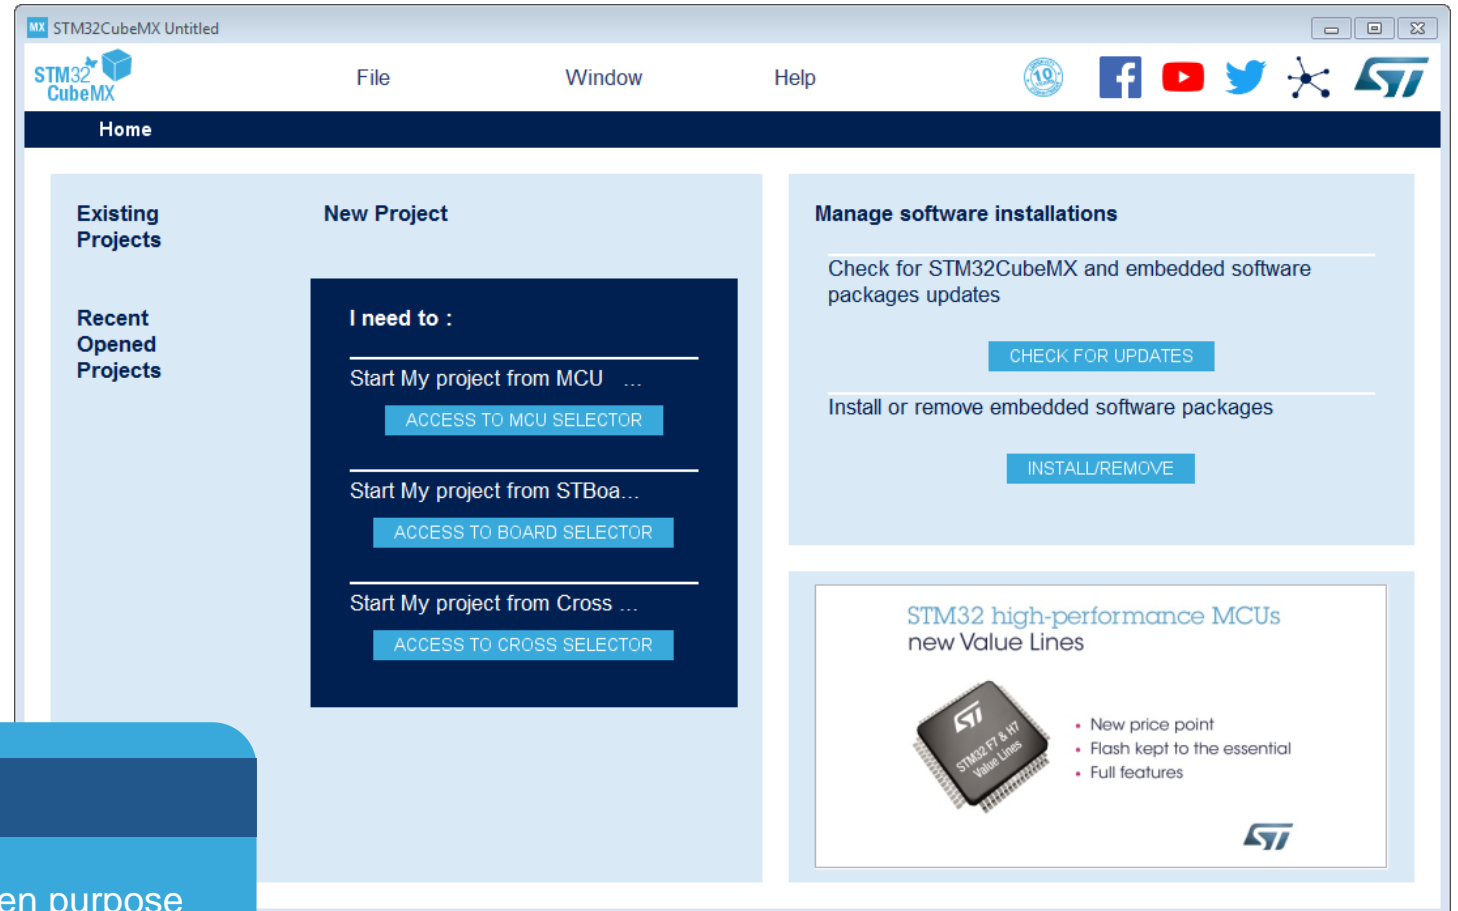 MX STM32CubeMX Untitled
STM32
CubeMX
File
Window
Help
10
Home
Existing
Projects
Recent
Opened
Projects
New Project
I need to :
Start My project from MCU ...
ACCESS TO MCU SELECTOR
Start My project from STBoa...
ACCESS TO BOARD SELECTOR
Start My project from Cross ...
ACCESS TO CROSS SELECTOR
Manage software installations
Check for STM32CubeMX and embedded software
packages updates
CHECK FOR UPDATES
Install or remove embedded software packages
INSTALL/REMOVE
STM32 high-performance MCUs
new Value Lines
ST
STM32 F7 & H7
Value Lines
• New price point
• Flash kept to the essential
• Full features
ST
en purpose